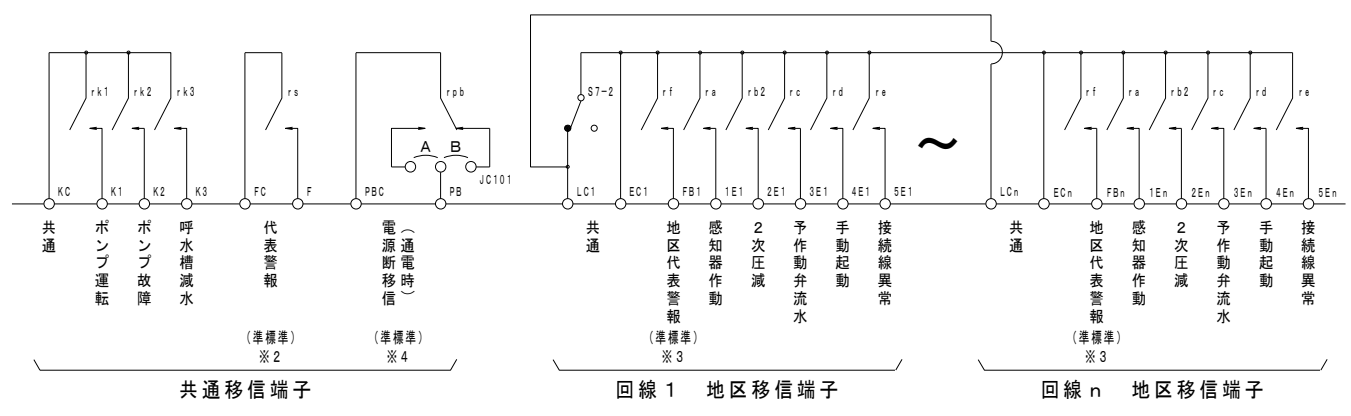 rk1 rk2 rk3 rs rpb S7-2 rf ra rb2 rc rd re ～ rf ra rb2 rc rd re
A B
JC101
KC K1 K2 K3 FC F PBC PB LC1 EC1 FB1 1E1 2E1 3E1 4E1 5E1 LCn ECn FBn 1En 2En 3En 4En 5En
共通
ポンプ運転
ポンプ故障
呼水槽減水
代表警報
電源断移信
（通電時）
共通
地区代表警報
感知器作動
２次圧減
予作動弁流水
手動起動
接続線異常
共通
地区代表警報
感知器作動
２次圧減
予作動弁流水
手動起動
接続線異常
(準標準) (準標準) (準標準) (準標準)
※2 ※4 ※3 ※3
共通移信端子 回線1 地区移信端子 回線n 地区移信端子